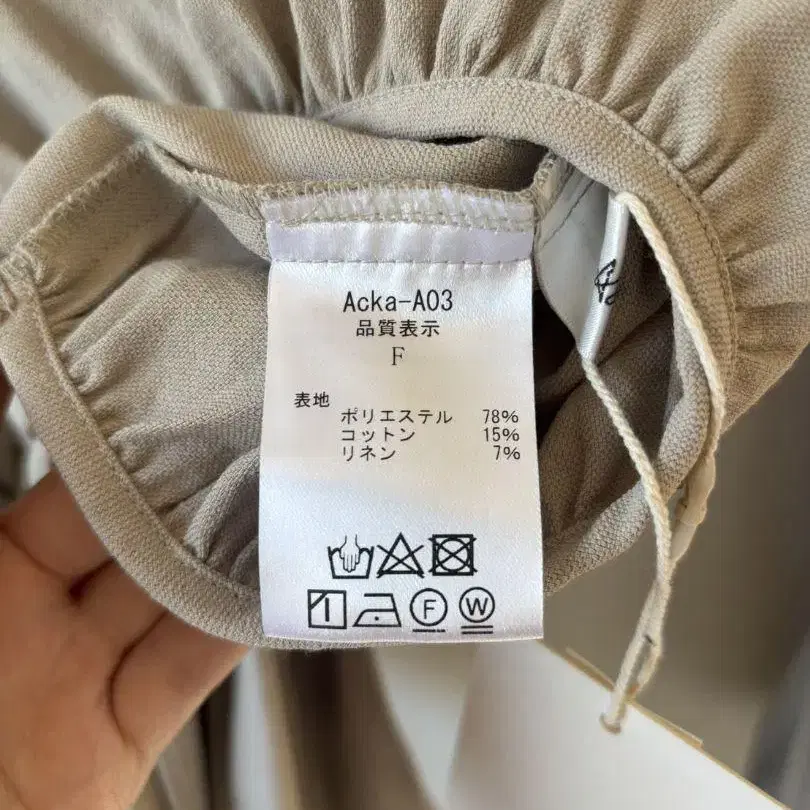 Acka-A03
品質表示
F
表地
ポリエステル 78%
コットン 15%
リネン 7%
F W